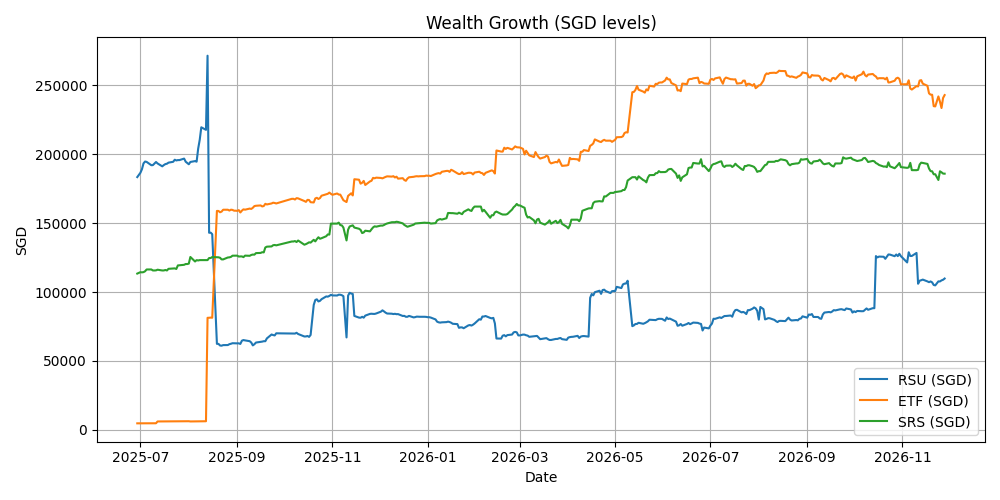 Wealth Growth (SGD levels)
SGD
250000
200000
150000
100000
50000
0
RSU (SGD)
ETF (SGD)
SRS (SGD)
2025-07 2025-09 2025-11 2026-01 2026-03 2026-05 2026-07 2026-09 2026-11
Date